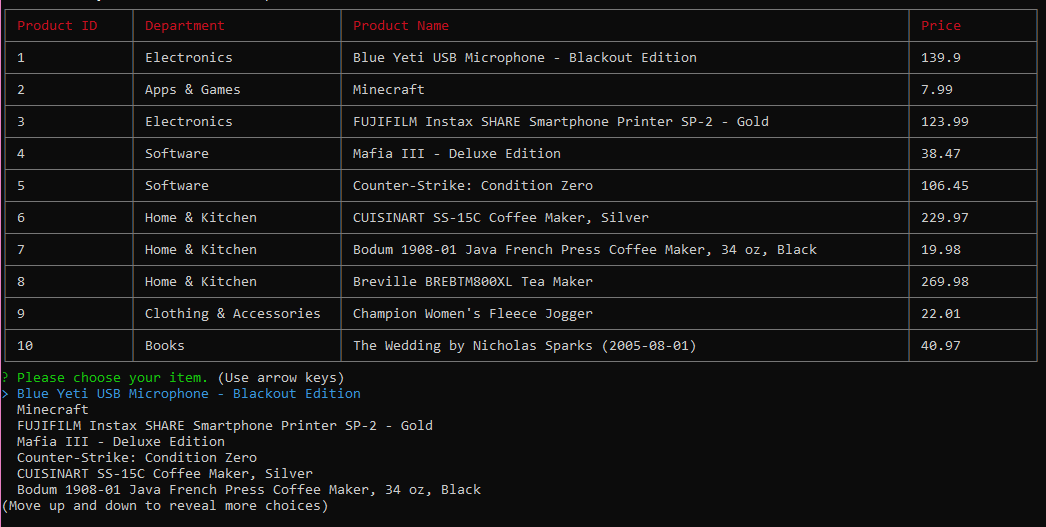 Product ID Department Product Name Price
1 Electronics Blue Yeti USB Microphone - Blackout Edition 139.9
2 Apps & Games Minecraft 7.99
3 Electronics FUJIFILM Instax SHARE Smartphone Printer SP-2 - Gold 123.99
4 Software Mafia III - Deluxe Edition 38.47
5 Software Counter-Strike: Condition Zero 106.45
6 Home & Kitchen CUISINART SS-15C Coffee Maker, Silver 229.97
7 Home & Kitchen Bodum 1908-01 Java French Press Coffee Maker, 34 oz, Black 19.98
8 Home & Kitchen Breville BREBTM800XL Tea Maker 269.98
9 Clothing & Accessories Champion Women's Fleece Jogger 22.01
10 Books The Wedding by Nicholas Sparks (2005-08-01) 40.97
? Please choose your item. (Use arrow keys)
> Blue Yeti USB Microphone - Blackout Edition
Minecraft
FUJIFILM Instax SHARE Smartphone Printer SP-2 - Gold
Mafia III - Deluxe Edition
Counter-Strike: Condition Zero
CUISINART SS-15C Coffee Maker, Silver
Bodum 1908-01 Java French Press Coffee Maker, 34 oz, Black
(Move up and down to reveal more choices)